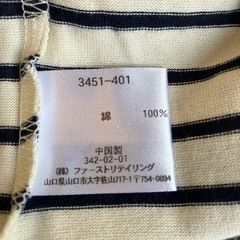 3451-401
綿 100%
中国製
342-02-01
(株) ファーストリテイリング
山口県山口市大字佐山717-1 〒754-0894